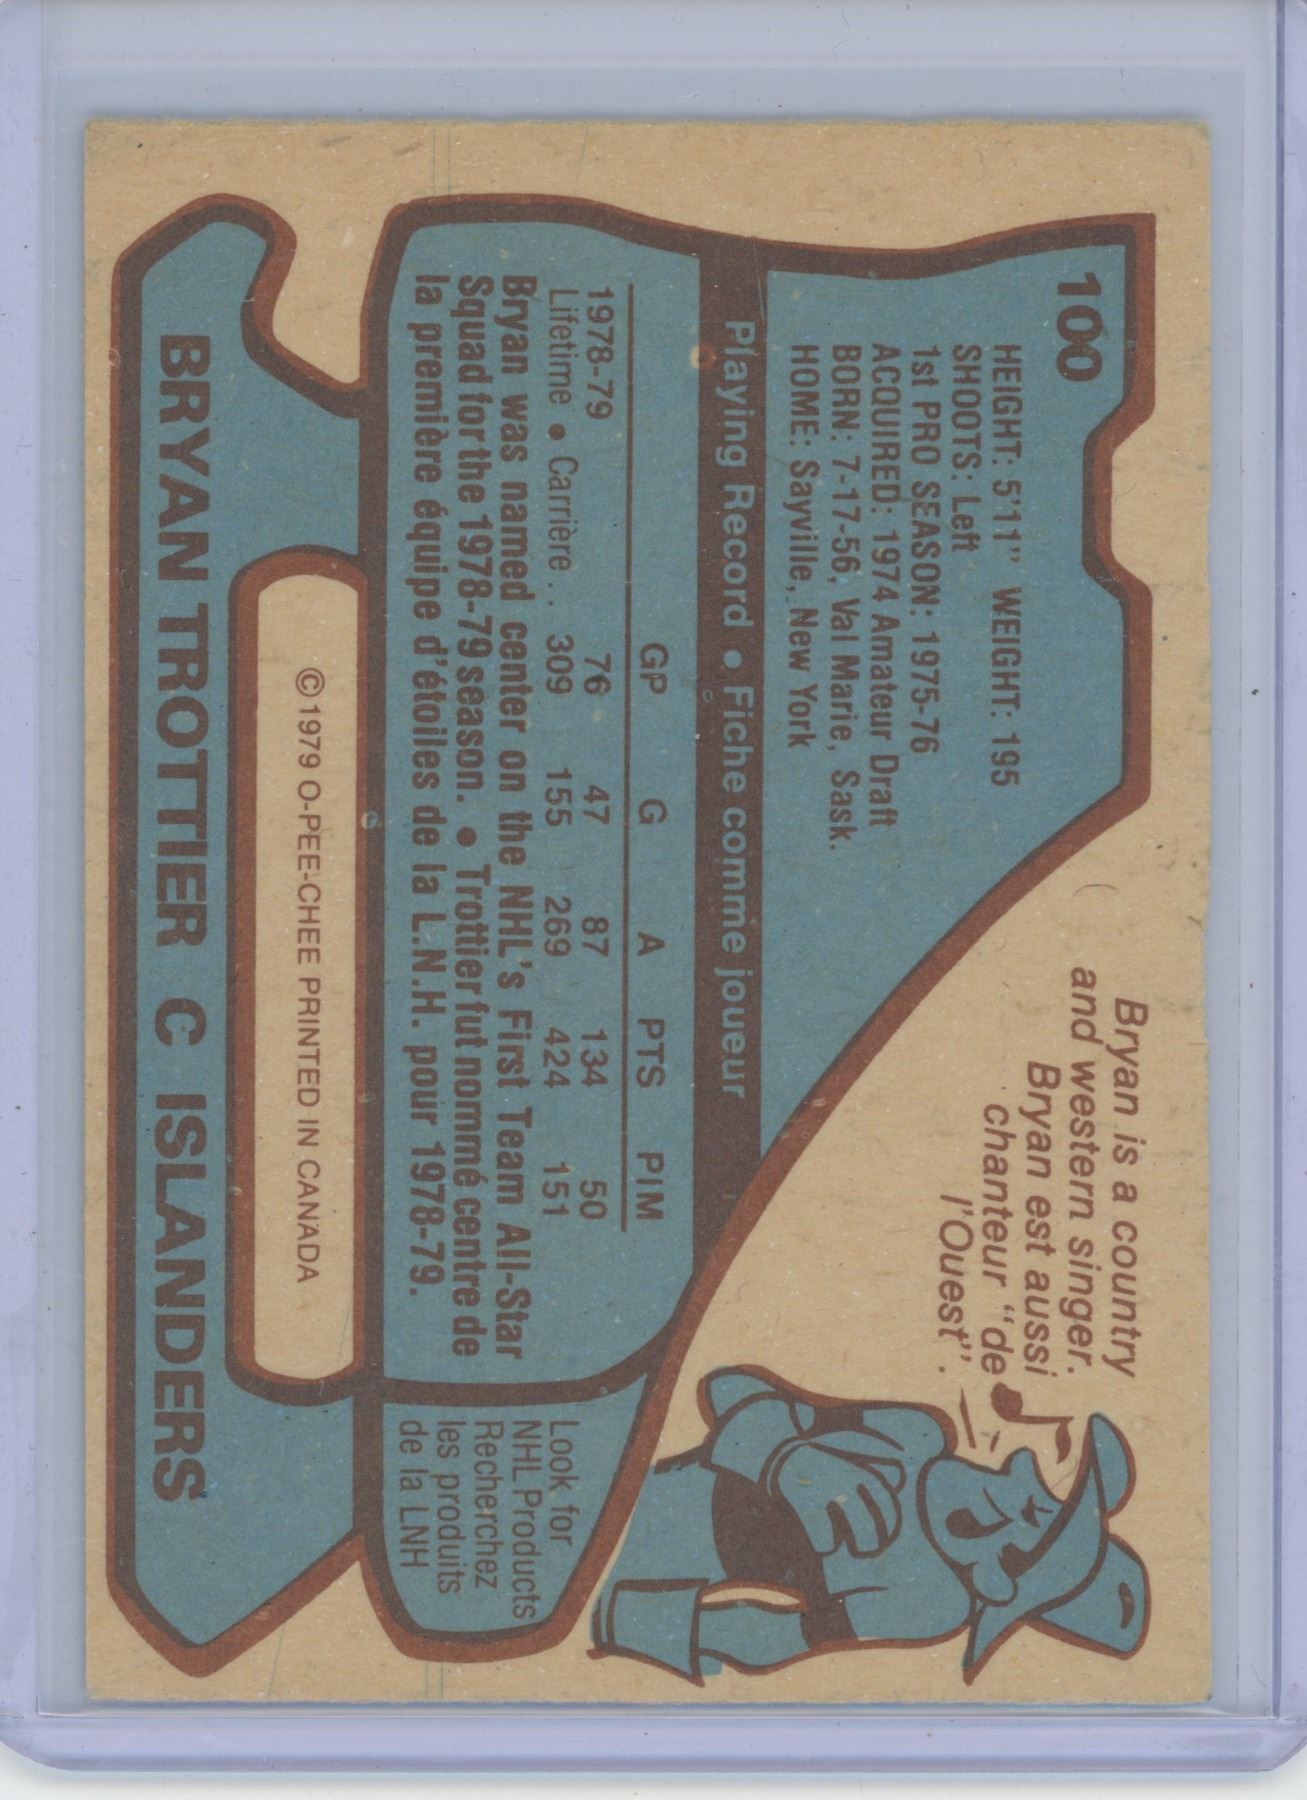 100
HEIGHT: 5'11" WEIGHT: 195
SHOOTS: Left
1st PRO SEASON: 1975-76
ACQUIRED: 1974 Amateur Draft
BORN: 7-17-56, Val Marie, Sask.
HOME: Sayville, New York
Bryan is a country
and western singer.
Bryan est aussi
chanteur "de
l'Ouest".
Playing Record • Fiche comme joueur
GP G A PTS PIM
1978-79 76 47 87 134 50
Lifetime • Carrière . . 309 155 269 424 151
Bryan was named center on the NHL's First Team All-Star
Squad for the 1978-79 season. • Trottier fut nommé centre de
la première équipe d'étoiles de la L.N.H. pour 1978-79.
Look for
NHL Products
Recherchez
les produits
de la LNH
©1979 O-PEE-CHEE PRINTED IN CANADA
BRYAN TROTTIER C ISLANDERS